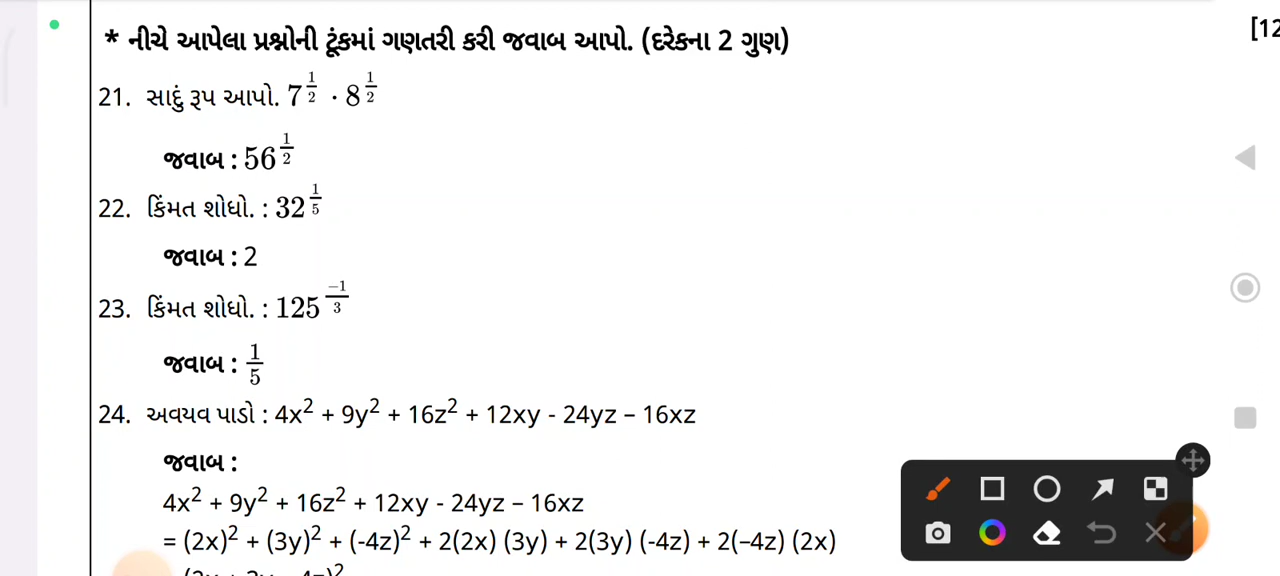 * નીચે આપેલા પ્રશ્નોની ટૂંકમાં ગણતરી કરી જવાબ આપો. (દરેકના 2 ગુણ) [12
21. સાદું રૂપ આપો. 7^{1/2} · 8^{1/2}
જવાબ : 56^{1/2}
22. કિંમત શોધો. : 32^{1/5}
જવાબ : 2
23. કિંમત શોધો. : 125^{-1/3}
જવાબ : 1/5
24. અવયવ પાડો : 4x² + 9y² + 16z² + 12xy - 24yz – 16xz
જવાબ :
4x² + 9y² + 16z² + 12xy - 24yz – 16xz
= (2x)² + (3y)² + (-4z)² + 2(2x) (3y) + 2(3y) (-4z) + 2(–4z) (2x)